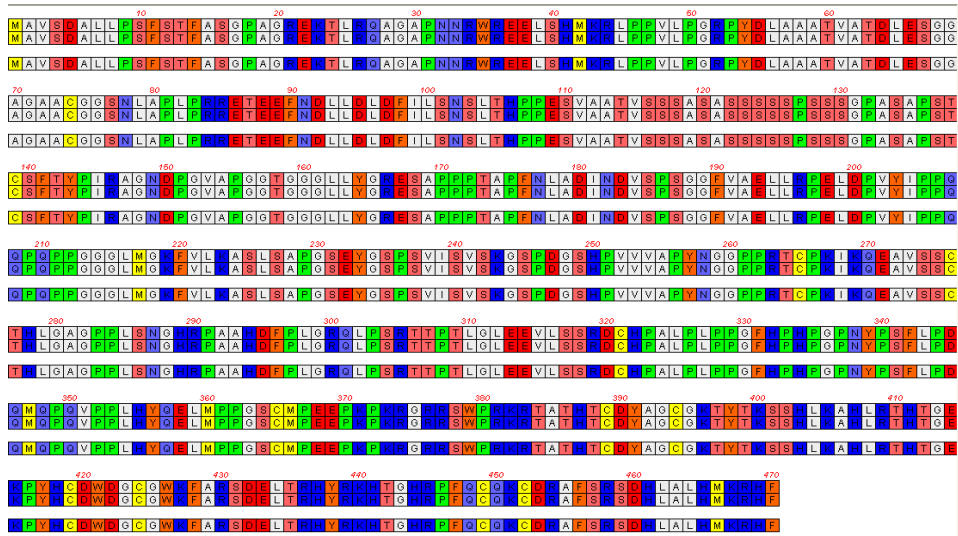 10 20 30 40 50 60
MAVSDALLPSFSTFASGPAGREKTLRQAGAPNNRWREELSHMKRLPPVLPGRPYDLAAATVATDLESGG
MAVSDALLPSFSTFASGPAGREKTLRQAGAPNNRWREELSHMKRLPPVLPGRPYDLAAATVATDLESGG
MAVSDALLPSFSTFASGPAGREKTLRQAGAPNNRWREELSHMKRLPPVLPGRPYDLAAATVATDLESGG
70 80 90 100 110 120 130
AGAACGGSNLAPLPRRETEEFNDLLDLDFILSNSLTHPPESVAATVSSSASASSSSSPSSSGPASAPST
AGAACGGSNLAPLPRRETEEFNDLLDLDFILSNSLTHPPESVAATVSSSASASSSSSPSSSGPASAPST
AGAACGGSNLAPLPRRETEEFNDLLDLDFILSNSLTHPPESVAATVSSSASASSSSSPSSSGPASAPST
140 150 160 170 180 190 200
CSFTYPIRAGNDPGVAPGGTGGGLLYGRESAPPPTAPFNLADINDVSPSGGFVAELLRPELDPVYIPPQ
CSFTYPIRAGNDPGVAPGGTGGGLLYGRESAPPPTAPFNLADINDVSPSGGFVAELLRPELDPVYIPPQ
CSFTYPIRAGNDPGVAPGGTGGGLLYGRESAPPPTAPFNLADINDVSPSGGFVAELLRPELDPVYIPPQ
210 220 230 240 250 260 270
QPQPPGGGLMGKFVLKASLSAPGSEYGSPSVISVSKGSPDGSHPVVVAPYNGGPPRTCPKIKQEAVSSC
QPQPPGGGLMGKFVLKASLSAPGSEYGSPSVISVSKGSPDGSHPVVVAPYNGGPPRTCPKIKQEAVSSC
QPQPPGGGLMGKFVLKASLSAPGSEYGSPSVISVSKGSPDGSHPVVVAPYNGGPPRTCPKIKQEAVSSC
280 290 300 310 320 330 340
THLGAGPPLSNGHRPAAHDFPLGRQLPSRTTPTLGLEEVLSSRDCHPALPLPPGFHPHPGPNYPSFLPD
THLGAGPPLSNGHRPAAHDFPLGRQLPSRTTPTLGLEEVLSSRDCHPALPLPPGFHPHPGPNYPSFLPD
THLGAGPPLSNGHRPAAHDFPLGRQLPSRTTPTLGLEEVLSSRDCHPALPLPPGFHPHPGPNYPSFLPD
350 360 370 380 390 400 410
QMQPQVPPLHYQELMPPGSCMPEEPKPKRGRRSWPRKRTATHTCDYAGCGKTYTKSSHLKAHLRTHTGE
QMQPQVPPLHYQELMPPGSCMPEEPKPKRGRRSWPRKRTATHTCDYAGCGKTYTKSSHLKAHLRTHTGE
QMQPQVPPLHYQELMPPGSCMPEEPKPKRGRRSWPRKRTATHTCDYAGCGKTYTKSSHLKAHLRTHTGE
420 430 440 450 460 470
KPYHCDWDGCGWKFARSDELTRHYRKHTGHRPFQCQKCDRAFSRSDHLALHMKRHF
KPYHCDWDGCGWKFARSDELTRHYRKHTGHRPFQCQKCDRAFSRSDHLALHMKRHF
KPYHCDWDGCGWKFARSDELTRHYRKHTGHRPFQCQKCDRAFSRSDHLALHMKRHF